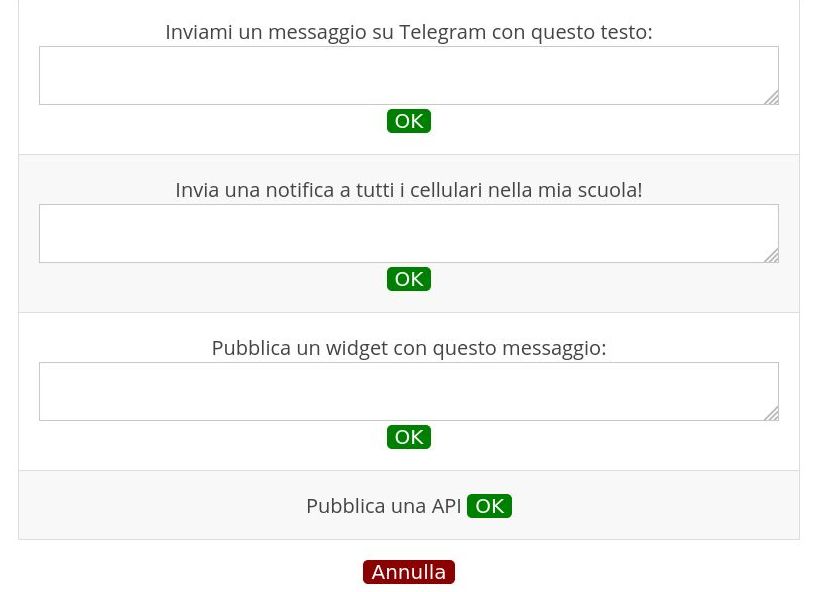 Inviami un messaggio su Telegram con questo testo:
OK
Invia una notifica a tutti i cellulari nella mia scuola!
OK
Pubblica un widget con questo messaggio:
OK
Pubblica una API OK
Annulla